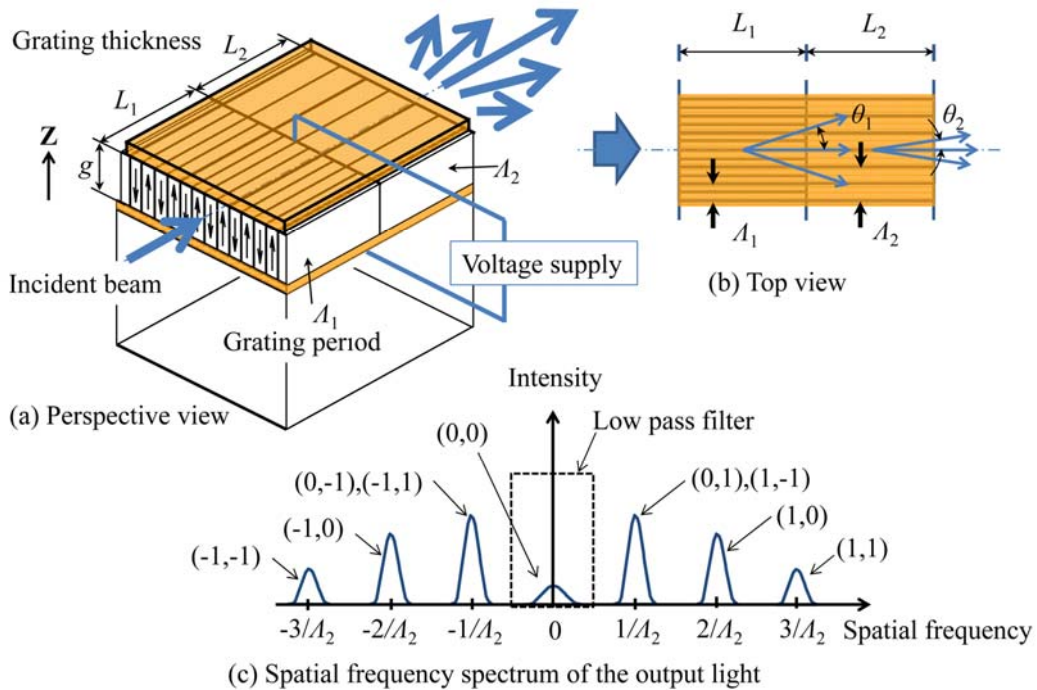 Grating thickness
L₂
L₁
Z
g
Λ₂
Incident beam
Λ₁
Voltage supply
Grating period
(a) Perspective view
L₁
L₂
θ₁
θ₂
Λ₁
Λ₂
(b) Top view
Intensity
Low pass filter
(0,0)
(0,-1),(-1,1)
(0,1),(1,-1)
(-1,0)
(1,0)
(-1,-1)
(1,1)
-3/Λ₂ -2/Λ₂ -1/Λ₂ 0 1/Λ₂ 2/Λ₂ 3/Λ₂ Spatial frequency
(c) Spatial frequency spectrum of the output light